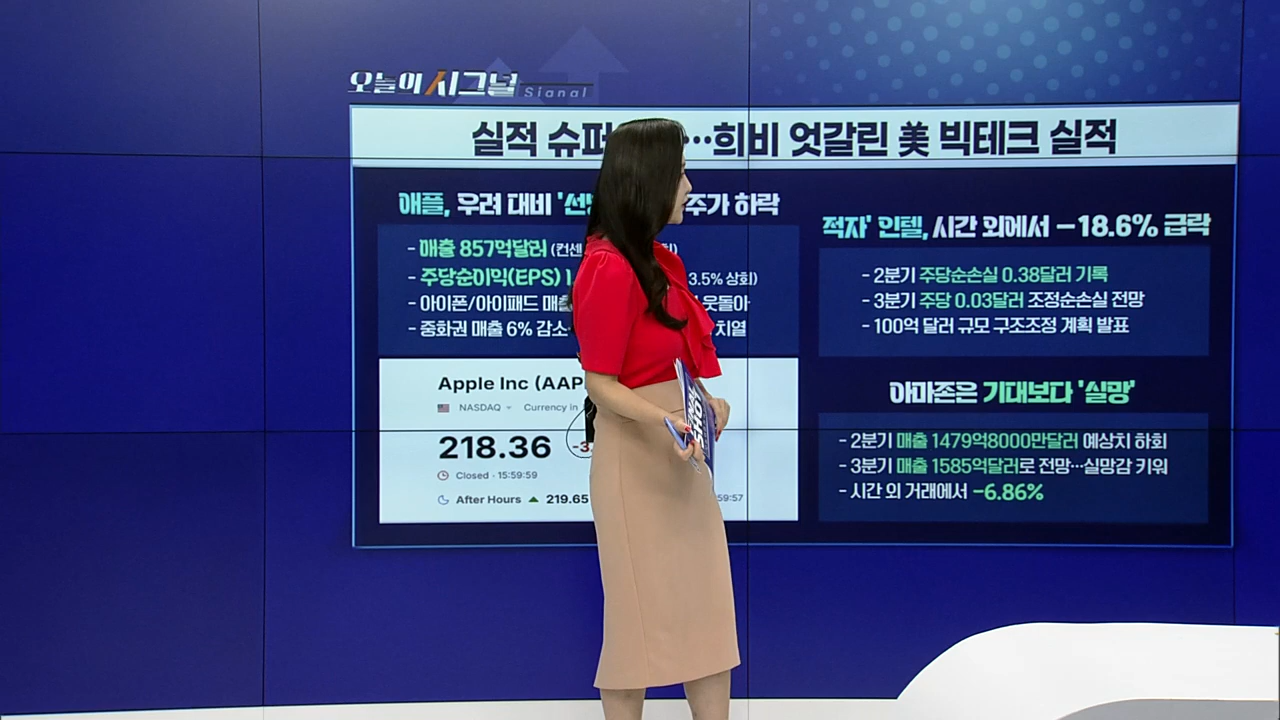 오늘의 시그널
Signal
실적 슈퍼 …희비 엇갈린 美 빅테크 실적
애플, 우려 대비 주가 하락
- 매출 857억달러
- 주당순이익(EPS) 3.5% 상회)
- 아이폰/아이패드 웃돌아
- 중화권 매출 6% 감소 치열
Apple Inc
NASDAQ Currency in
218.36
Closed · 15:59:59
After Hours ▲ 219.65
적자' 인텔, 시간 외에서 -18.6% 급락
- 2분기 주당순손실 0.38달러 기록
- 3분기 주당 0.03달러 조정순손실 전망
- 100억 달러 규모 구조조정 계획 발표
아마존은 기대보다 '실망'
- 2분기 매출 1479억8000만달러 예상치 하회
- 3분기 매출 1585억달러로 전망…실망감 키워
- 시간 외 거래에서 -6.86%